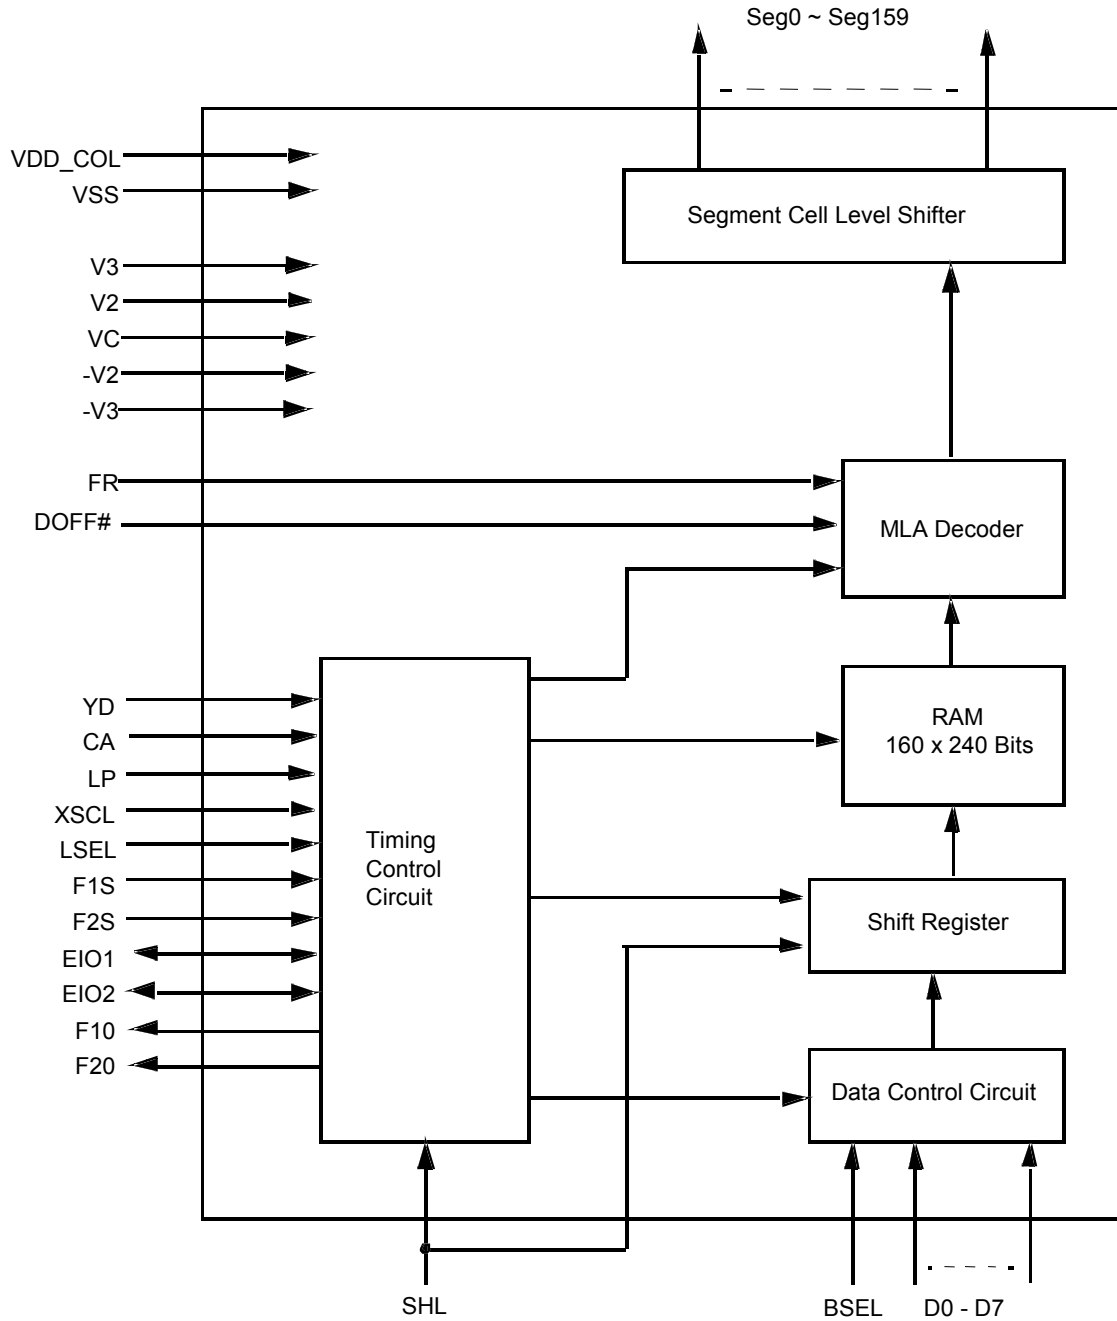 Seg0 ~ Seg159
VDD_COL
VSS
Segment Cell Level Shifter
V3
V2
VC
-V2
-V3
FR
DOFF#
MLA Decoder
YD
CA
LP
XSCL
LSEL
F1S
F2S
EIO1
EIO2
F10
F20
Timing
Control
Circuit
RAM
160 x 240 Bits
Shift Register
Data Control Circuit
SHL
BSEL
D0 - D7